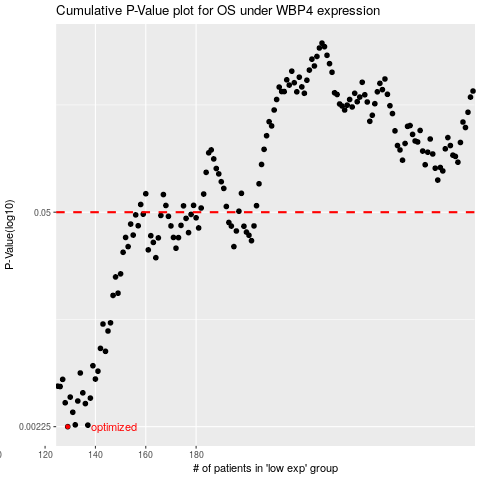 Cumulative P-Value plot for OS under WBP4 expression
P-Value(log10)
0.05
0.00225
optimized
0 120 140 160 180
# of patients in 'low exp' group